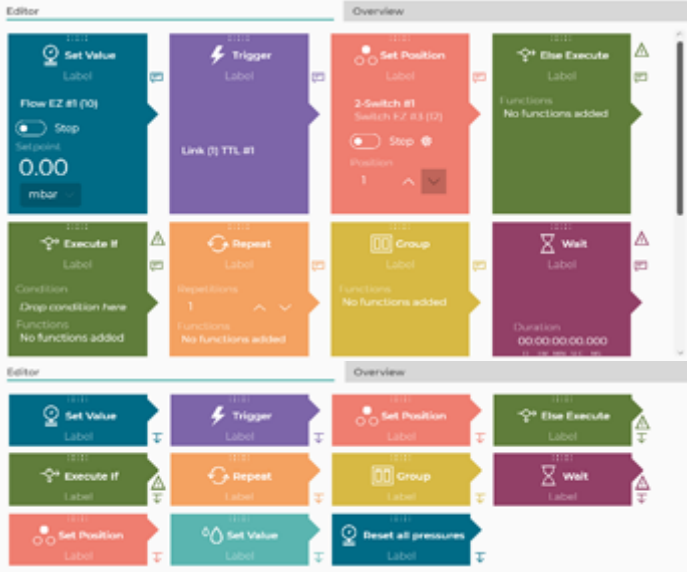 Editor
Overview
Set Value
Label
Flow EZ #1 (10)
Stop
Setpoint
0.00
mbar
Trigger
Label
Link (1) TTL #1
Set Position
Label
2-Switch #1
Switch EZ #3 (12)
Stop
Position
1
Else Execute
Label
Functions
No functions added
Execute If
Label
Condition
Drop condition here
Functions
No functions added
Repeat
Label
Repetitions
1
Functions
No functions added
Group
Label
Functions
No functions added
Wait
Label
Duration
00:00:00:00.000
Editor
Overview
Set Value
Label
Trigger
Label
Set Position
Label
Else Execute
Label
Execute If
Label
Repeat
Label
Group
Label
Wait
Label
Set Position
Label
Set Value
Label
Reset all pressures
Label